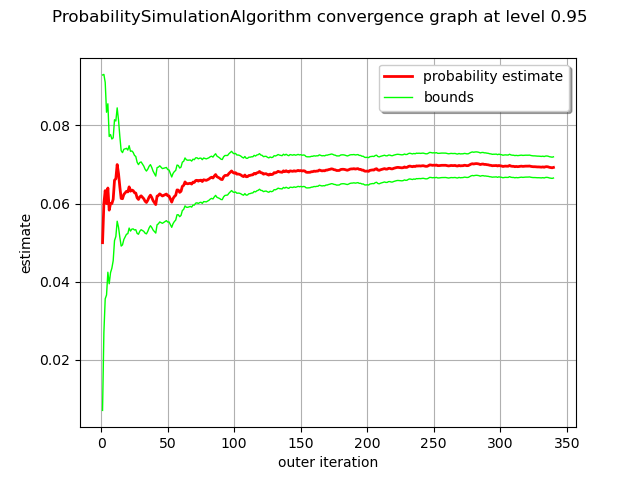 ProbabilitySimulationAlgorithm convergence graph at level 0.95
probability estimate
bounds
0.08
0.06
0.04
0.02
estimate
0
50
100
150
200
250
300
350
outer iteration